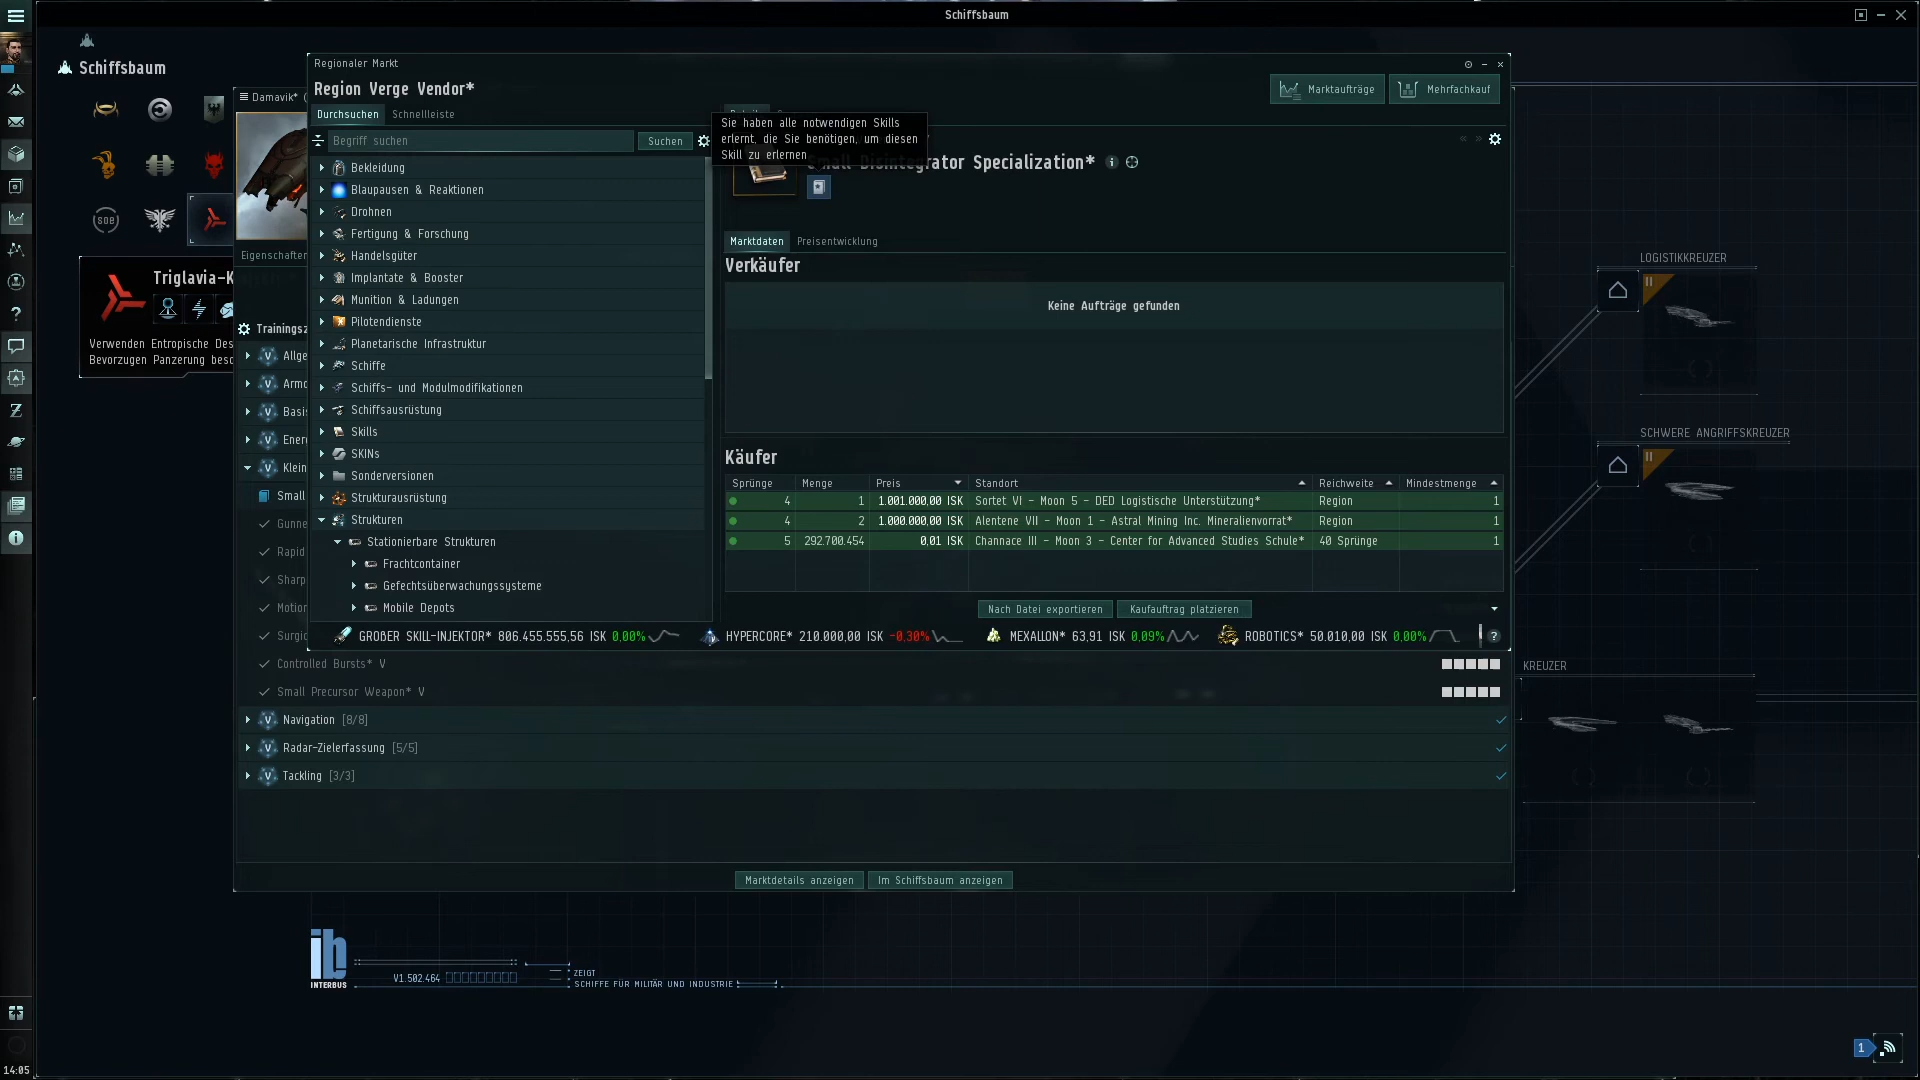 Schiffsbaum
Schiffsbaum
Regionaler Markt
Region Verge Vendor*
Marktaufträge
Mehrfachkauf
Damavik*
Durchsuchen
Schnellleiste
Begriff suchen
Suchen
Sie haben alle notwendigen Skills
erlernt, die Sie benötigen, um diesen
Skill zu erlernen
Small Disintegrator Specialization*
Bekleidung
Blaupausen & Reaktionen
Drohnen
Fertigung & Forschung
Handelsgüter
Implantate & Booster
Munition & Ladungen
Pilotendienste
Planetarische Infrastruktur
Schiffe
Schiffs- und Modulmodifikationen
Schiffsausrüstung
Skills
SKINs
Sonderversionen
Strukturausrüstung
Strukturen
Stationierbare Strukturen
Frachtcontainer
Gefechtsüberwachungssysteme
Mobile Depots
Marktdaten
Preisentwicklung
Verkäufer
Keine Aufträge gefunden
Käufer
Sprünge Menge Preis Standort Reichweite Mindestmenge
4 1 1.001.000,00 ISK Sortet VI - Moon 5 - DED Logistische Unterstützung* Region 1
4 2 1.000.000,00 ISK Alentene VII - Moon 1 - Astral Mining Inc. Mineralienvorrat* Region 1
5 292.700.454 0,01 ISK Channace III - Moon 3 - Center for Advanced Studies Schule* 40 Sprünge 1
Nach Datei exportieren
Kaufauftrag platzieren
GROßER SKILL-INJEKTOR* 806.455.555,56 ISK 0,00%
HYPERCORE* 210.000,00 ISK -0,30%
MEXALLON* 63,91 ISK 0,09%
ROBOTICS* 50.010,00 ISK 0,00%
?
Eigenschaften
Triglavia-K
Verwenden Entropische Des
Bevorzugen Panzerung besc
Trainingsz
Allge
Armo
Basis
Ener
Klein
Small
Gunne
Rapid
Sharp
Motion
Surgic
Controlled Bursts* V
Small Precursor Weapon* V
Navigation [8/8]
Radar-Zielerfassung [5/5]
Tackling [3/3]
Marktdetails anzeigen
Im Schiffsbaum anzeigen
LOGISTIKKREUZER
II
SCHWERE ANGRIFFSKREUZER
II
KREUZER
SOE
ib
INTERBUS
V1.502.464
ZEIGT
SCHIFFE FÜR MILITÄR UND INDUSTRIE
14:05
1